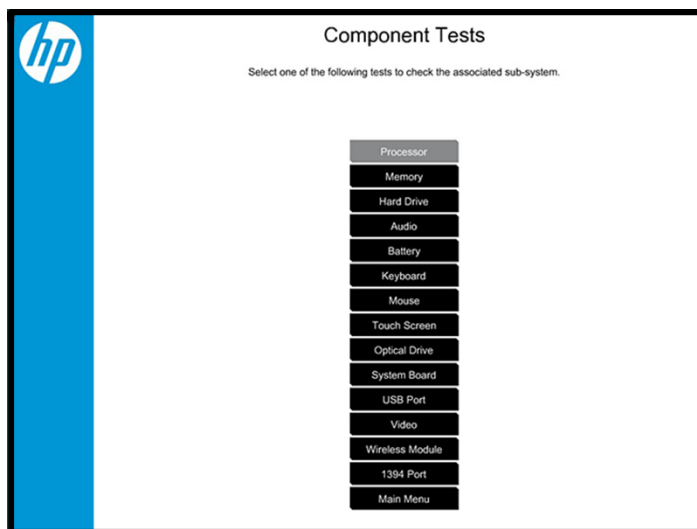 hp
Component Tests
Select one of the following tests to check the associated sub-system.
Processor
Memory
Hard Drive
Audio
Battery
Keyboard
Mouse
Touch Screen
Optical Drive
System Board
USB Port
Video
Wireless Module
1394 Port
Main Menu